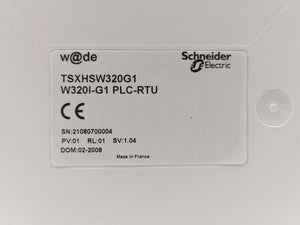 w@de
Schneider
Electric
TSXHSW320G1
W320I-G1 PLC-RTU
CE
SN:21080700004
PV:01 RL:01 SV:1.04
DOM:02-2008
Made in France